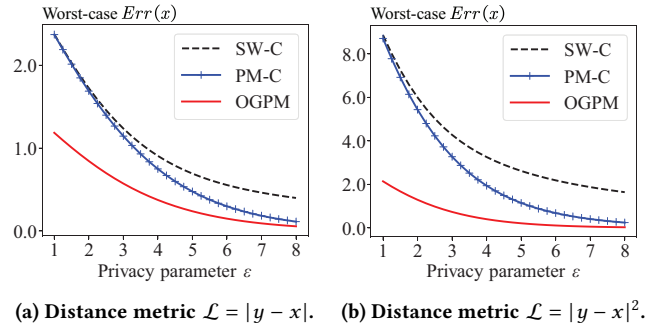 Worst-case Err(x)
SW-C
PM-C
OGPM
2.0
1.0
0.0
1 2 3 4 5 6 7 8
Privacy parameter ε
(a) Distance metric ℒ = |y − x|.
Worst-case Err(x)
SW-C
PM-C
OGPM
8.0
6.0
4.0
2.0
0.0
1 2 3 4 5 6 7 8
Privacy parameter ε
(b) Distance metric ℒ = |y − x|².